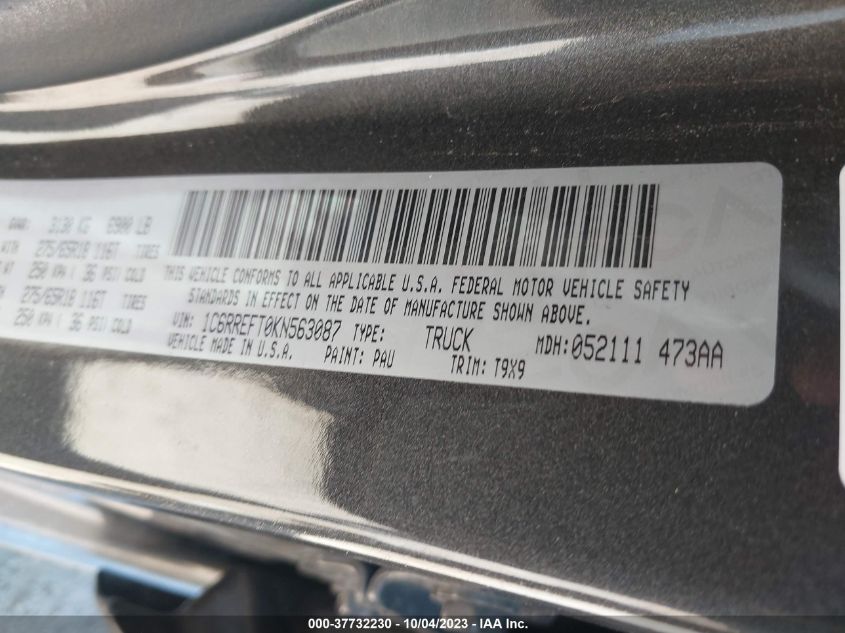 GAWR: 3130 KG 6900 LB
WITH 275/65R18 116T TIRES
AT 250 KPA ( 36 PSI) COLD
275/65R18 116T TIRES
250 KPA ( 36 PSI) COLD
THIS VEHICLE CONFORMS TO ALL APPLICABLE U.S.A. FEDERAL MOTOR VEHICLE SAFETY
STANDARDS IN EFFECT ON THE DATE OF MANUFACTURE SHOWN ABOVE.
VIN: 1C6RREFT0KN563087 TYPE: TRUCK MDH:052111 473AA
VEHICLE MADE IN U.S.A. PAINT: PAU TRIM: T9X9
000-37732230 - 10/04/2023 - IAA Inc.